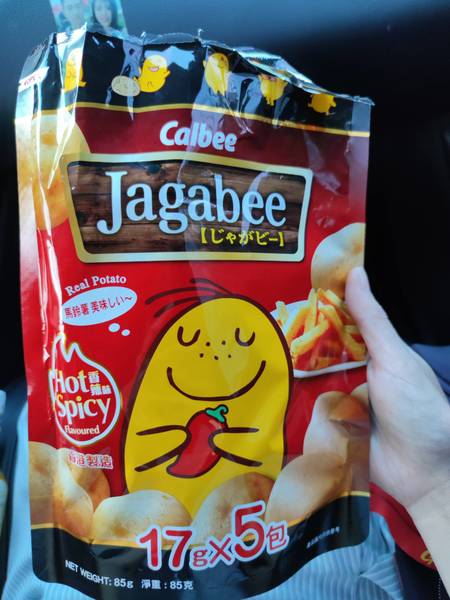 Calbee
Jagabee
【じゃがビー】
Real Potato
馬鈴薯美味しい~
Hot 香辣味
Spicy
Flavoured
香港製造
17g×5包
NET WEIGHT: 85g 淨重:85克